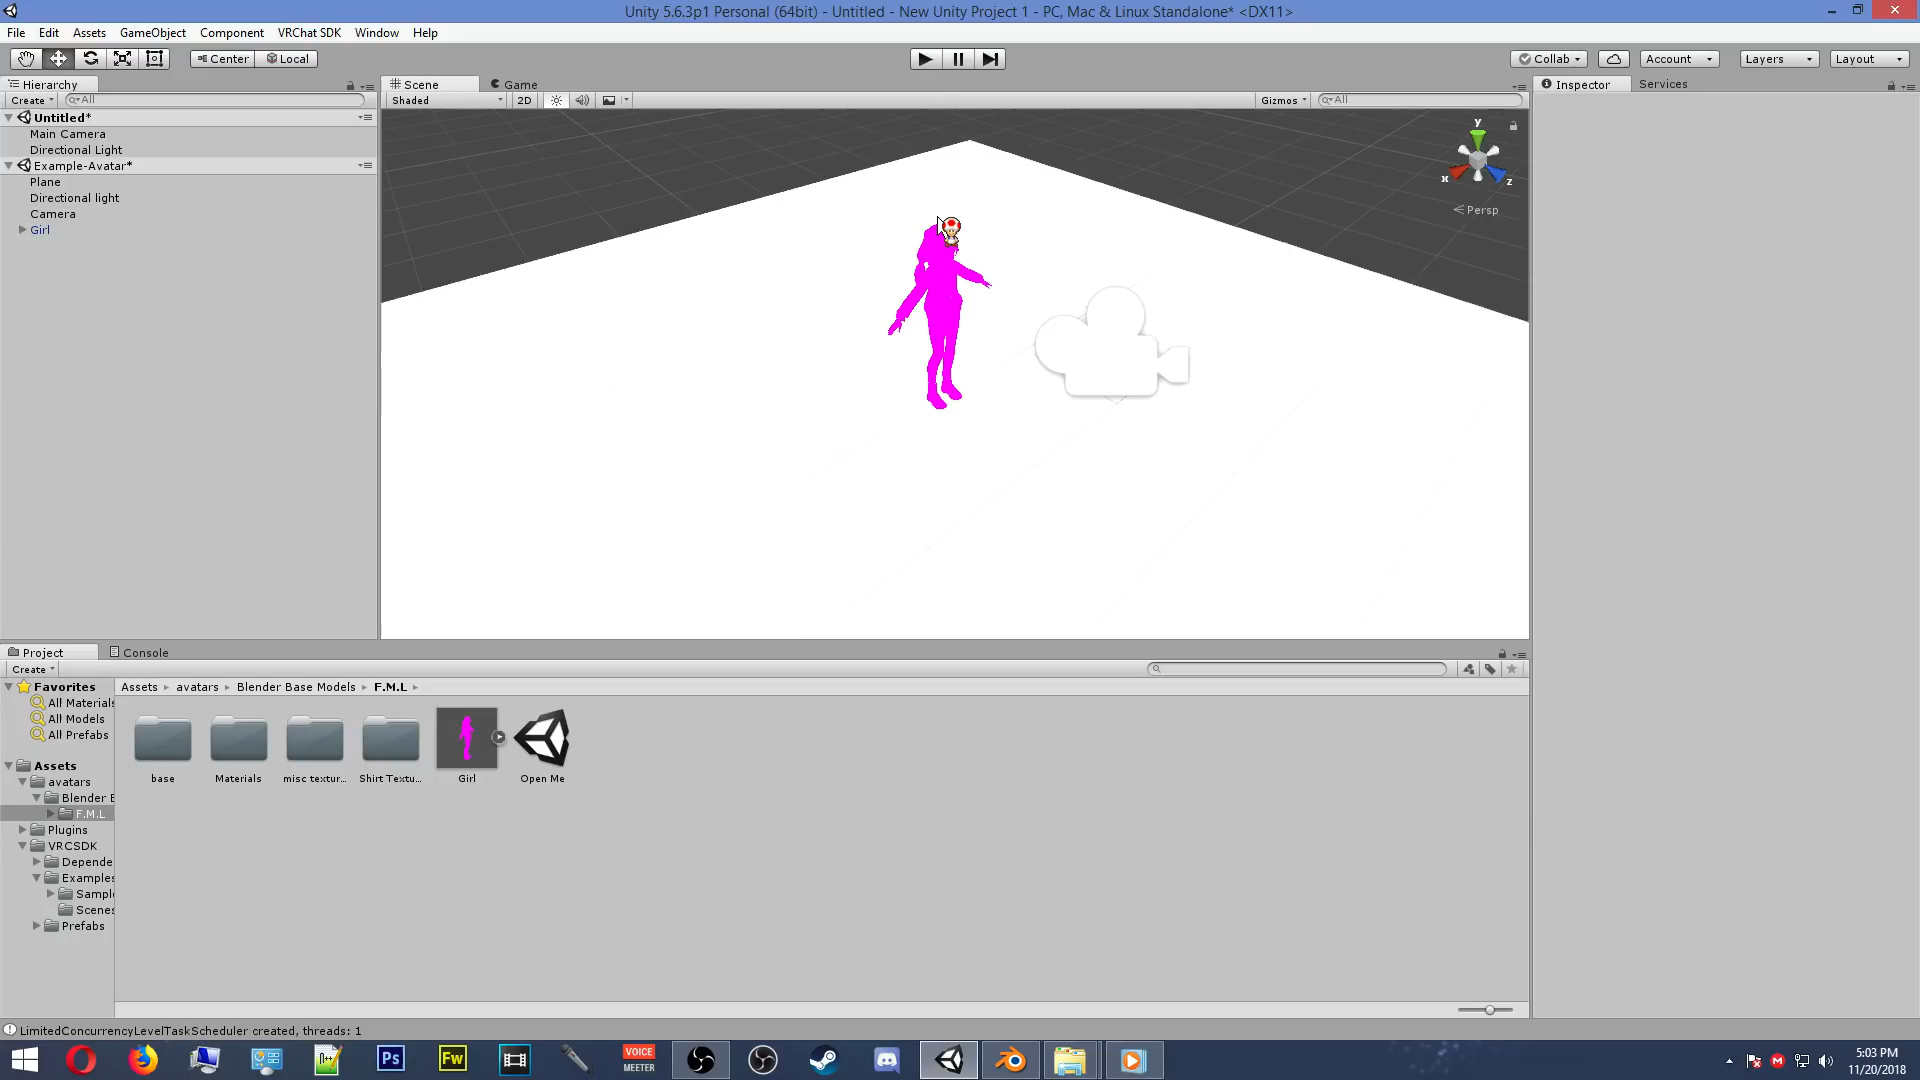 Unity 5.6.3p1 Personal (64bit) - Untitled - New Unity Project 1 - PC, Mac & Linux Standalone* <DX11>
File Edit Assets GameObject Component VRChat SDK Window Help
Center Local Collab Account Layers Layout
Hierarchy
Create All
Untitled*
Main Camera
Directional Light
Example-Avatar*
Plane
Directional light
Camera
Girl
Scene Game
Shaded 2D Gizmos All
y
x
z
Persp
Inspector Services
Project Console
Create
Favorites
All Materials
All Models
All Prefabs
Assets
avatars
Blender B
F.M.L
Plugins
VRCSDK
Depende
Examples
Sampl
Scenes
Prefabs
Assets avatars Blender Base Models F.M.L
base Materials misc textur... Shirt Textu... Girl Open Me
LimitedConcurrencyLevelTaskScheduler created, threads: 1
Ps
Fw
VOICE
MEETER
5:03 PM
11/20/2018